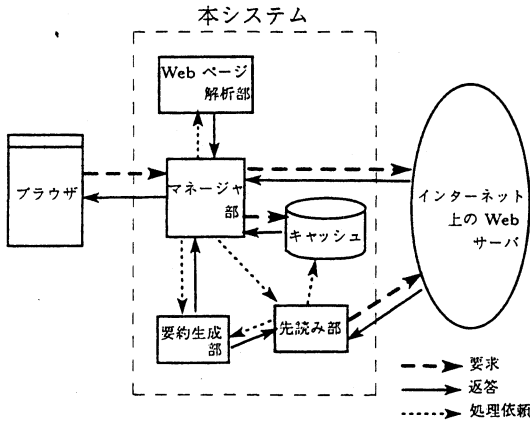 本システム
Web ページ
解析部
ブラウザ
マネージャ
部
キャッシュ
インターネット
上の Web
サーバ
要約生成
部
先読み部
要求
返答
処理依頼